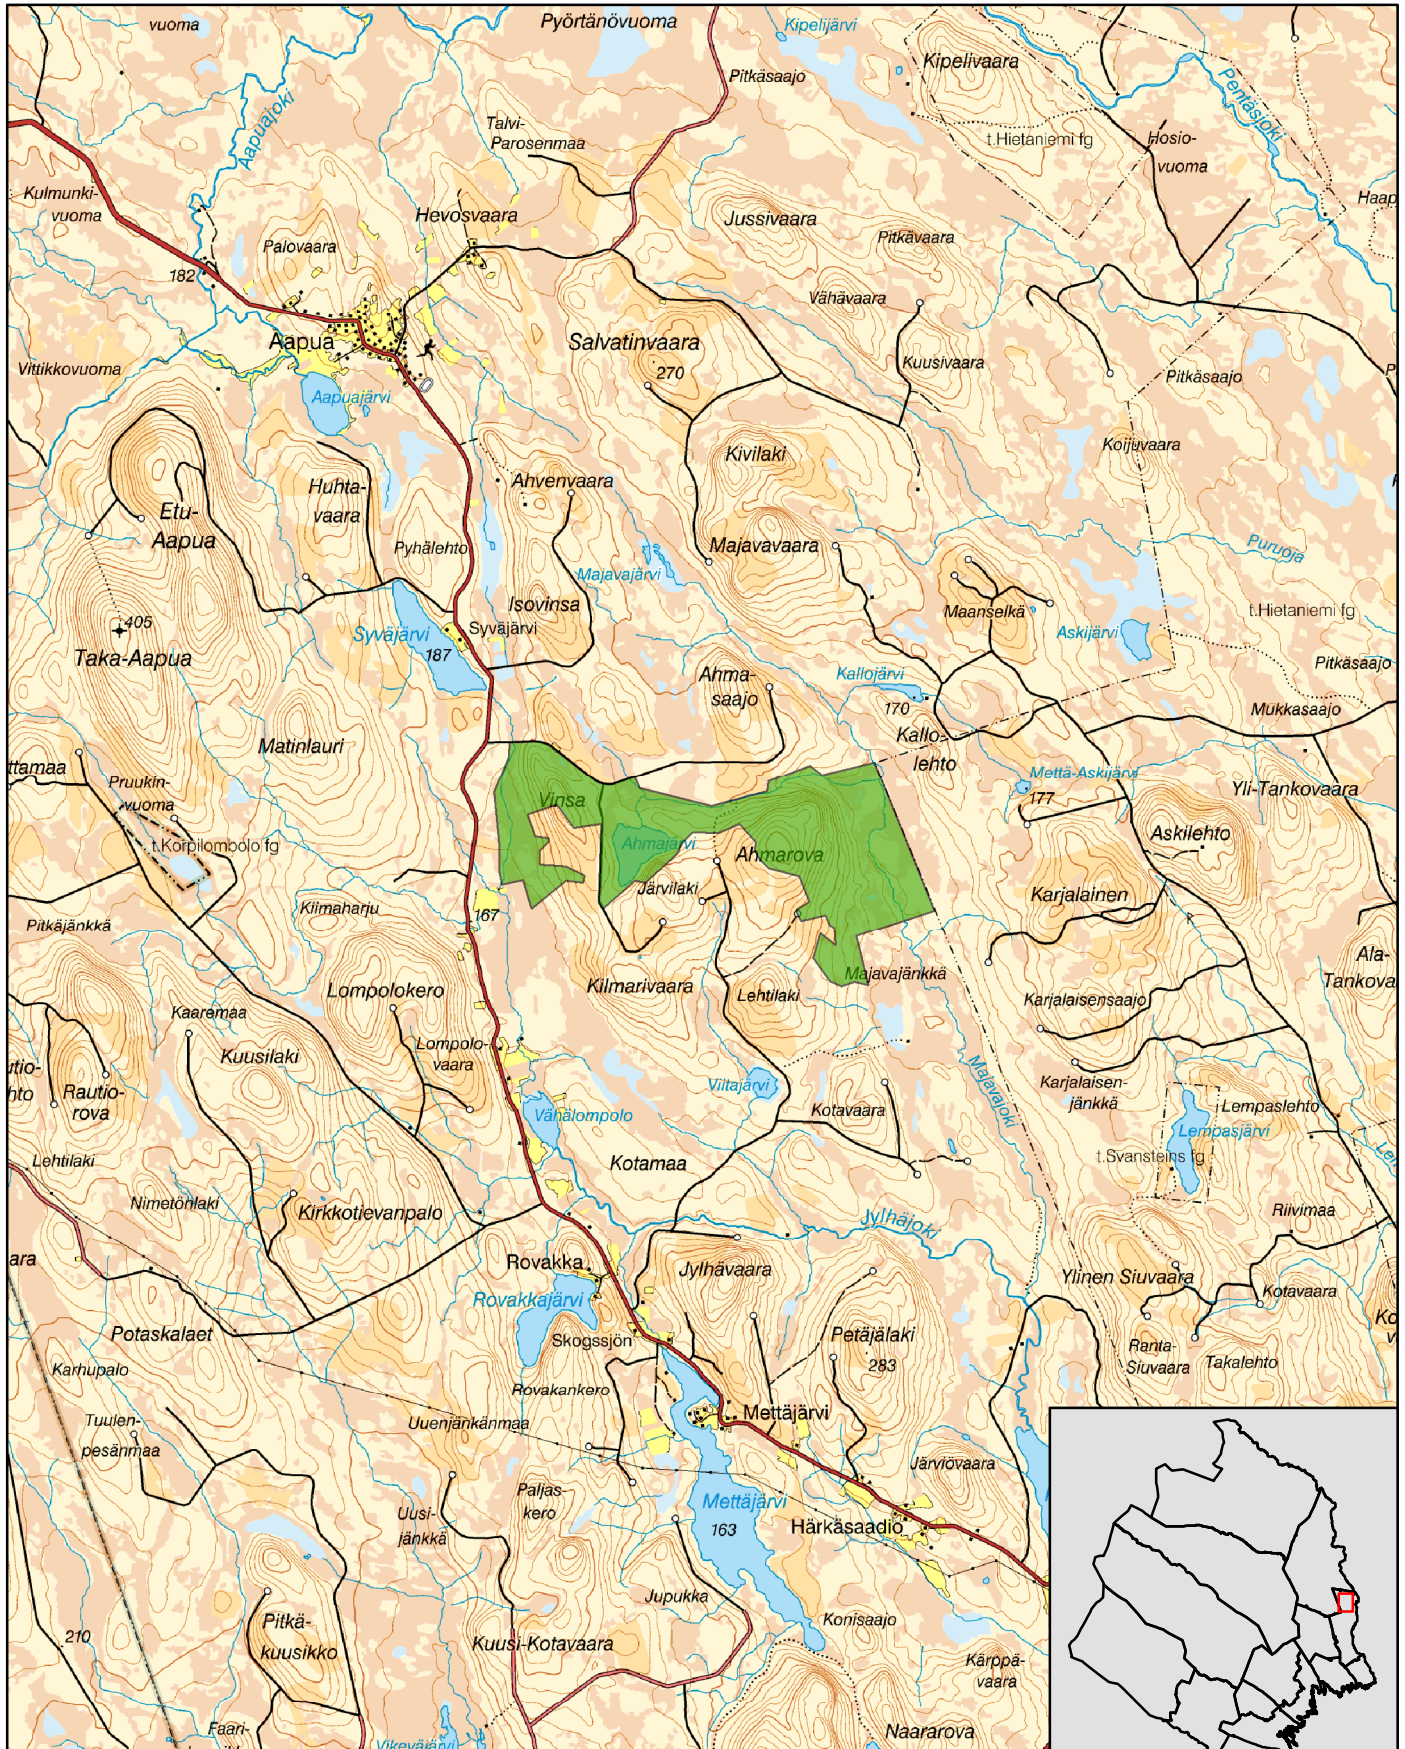 vuoma
Pyörtänövuoma
Kipelijärvi
Kipelivaara
Pitkäsaajo
Pentäsjoki
Aapuajoki
Talvi-
Parosenmaa
t.Hietaniemi fg
Hosio-
vuoma
Kulmunki-
vuoma
Haap
Hevosvaara
Jussivaara
Palovaara
Pitkävaara
182
Vähävaara
Aapua
Salvatinvaara
270
Kuusivaara
Vittikkovuoma
Pitkäsaajo
Aapuajärvi
Koijuvaara
Kivilaki
Huhta-
vaara
Ahvenvaara
Etu-
Aapua
Pyhälehto
Majavavaara
Puruoja
Majavajärvi
Isovinsa
Maanselkä
t.Hietaniemi fg
405
Syväjärvi
Syväjärvi
187
Askijärvi
Taka-Aapua
Pitkäsaajo
Ahma-
saajo
Kallojärvi
170
Mukkasaajo
Kallo-
lehto
Matinlauri
ttamaa
Pruukin-
vuoma
Mettä-Askijärvi
177
Yli-Tankovaara
Vinsa
Askilehto
t.Korpilombolo fg
Ahmajärvi
Ahmarova
Järvilaki
Karjalainen
Kiimaharju
167
Pitkäjänkkä
Ala-
Tankova
Majavajänkkä
Lompolokero
Kilmarivaara
Lehtilaki
Karjalaisensaajo
Kaaremaa
Kuusilaki
Lompolo-
vaara
utio-
hto
Rautio-
rova
Viitajärvi
Majavajoki
Karjalaisen-
jänkkä
Vähälompolo
Kotavaara
Lempaslehto
Lempasjärvi
t.Svansteins fg
Lehtilaki
Kotamaa
Nimetönlaki
Kirkkotievanpalo
Jylhäjoki
Riivimaa
ara
Rovakka
Jylhävaara
Ylinen Siuvaara
Kotavaara
Rovakkajärvi
Potaskalaet
Skogssjön
Petäjälaki
283
Ranta-
Siuvaara
Takalehto
Karhupalo
Rovakankero
Tuulen-
pesänmaa
Uuenjänkänmaa
Mettäjärvi
Järviövaara
Paljas-
kero
Uusi-
jänkkä
Mettäjärvi
163
Härkäsaadio
Jupukka
Konisaajo
Pitkä-
kuusikko
210
Kuusi-Kotavaara
Kärppä-
vaara
Faari-
Naararova
Vikeväjärvi